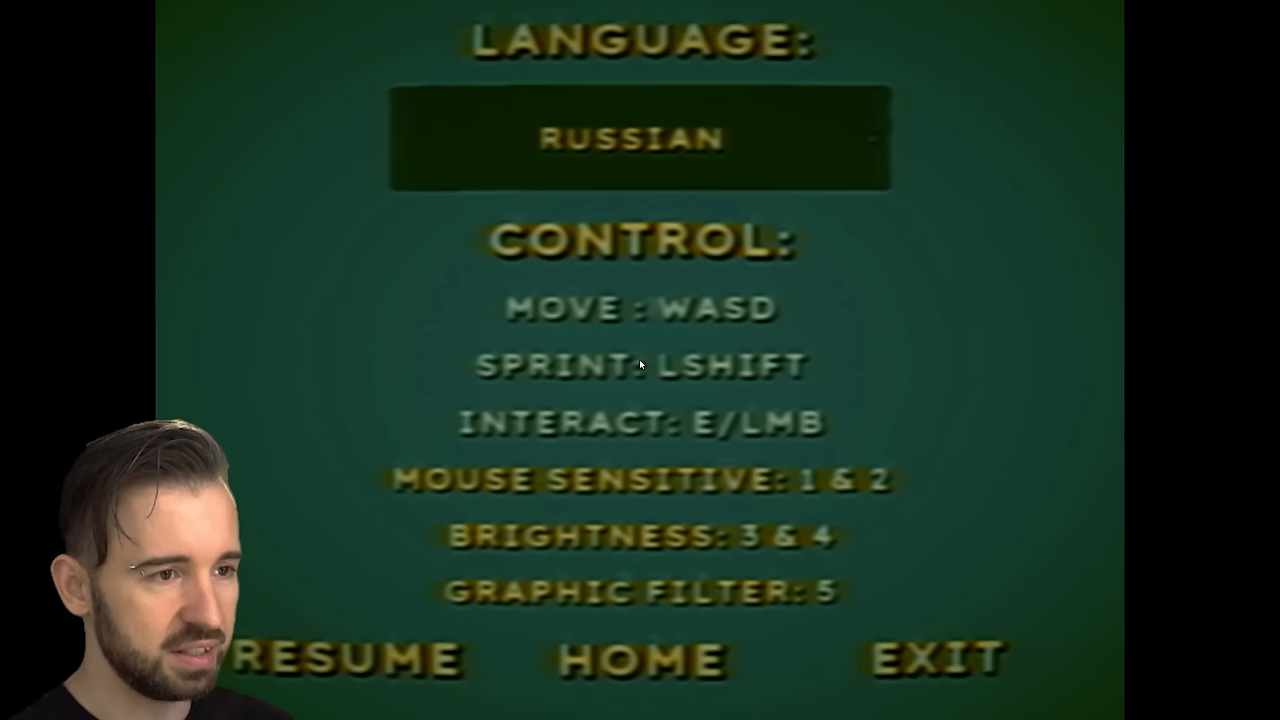 LANGUAGE:
RUSSIAN
CONTROL:
MOVE : WASD
SPRINT: LSHIFT
INTERACT: E/LMB
MOUSE SENSITIVE: 1 & 2
BRIGHTNESS: 3 & 4
GRAPHIC FILTER: 5
RESUME HOME EXIT